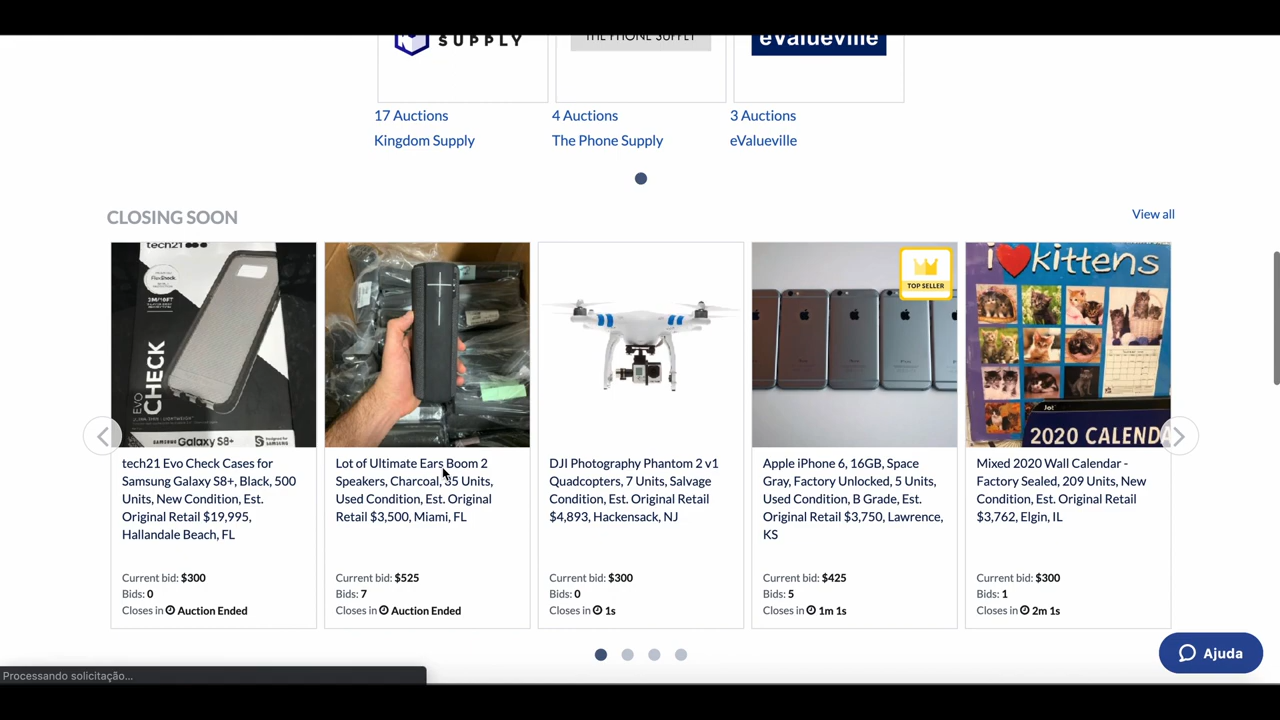 SUPPLY
THE PHONE SUPPLY
eValueville
17 Auctions
4 Auctions
3 Auctions
Kingdom Supply
The Phone Supply
eValueville
CLOSING SOON
View all
tech21
EVO
CHECK
SAMSUNG Galaxy S8+
TOP SELLER
i ♥ kittens
Jot
2020 CALENDA
tech21 Evo Check Cases for
Samsung Galaxy S8+, Black, 500
Units, New Condition, Est.
Original Retail $19,995,
Hallandale Beach, FL
Current bid: $300
Bids: 0
Closes in Auction Ended
Lot of Ultimate Ears Boom 2
Speakers, Charcoal, 35 Units,
Used Condition, Est. Original
Retail $3,500, Miami, FL
Current bid: $525
Bids: 7
Closes in Auction Ended
DJI Photography Phantom 2 v1
Quadcopters, 7 Units, Salvage
Condition, Est. Original Retail
$4,893, Hackensack, NJ
Current bid: $300
Bids: 0
Closes in 1s
Apple iPhone 6, 16GB, Space
Gray, Factory Unlocked, 5 Units,
Used Condition, B Grade, Est.
Original Retail $3,750, Lawrence,
KS
Current bid: $425
Bids: 5
Closes in 1m 1s
Mixed 2020 Wall Calendar -
Factory Sealed, 209 Units, New
Condition, Est. Original Retail
$3,762, Elgin, IL
Current bid: $300
Bids: 1
Closes in 2m 1s
Ajuda
Processando solicitação...